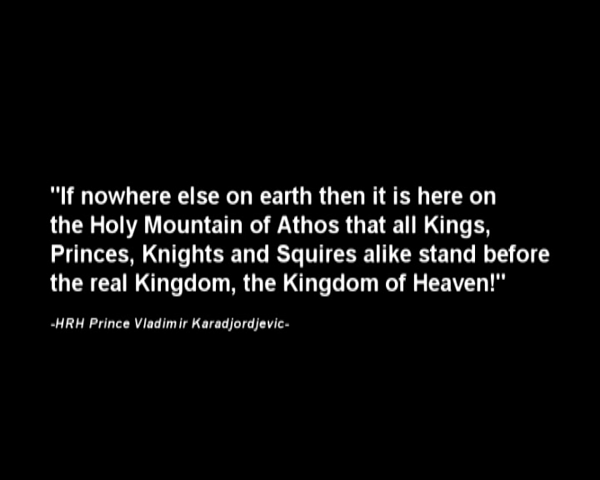 "If nowhere else on earth then it is here on
the Holy Mountain of Athos that all Kings,
Princes, Knights and Squires alike stand before
the real Kingdom, the Kingdom of Heaven!"
-HRH Prince Vladimir Karadjordjevic-